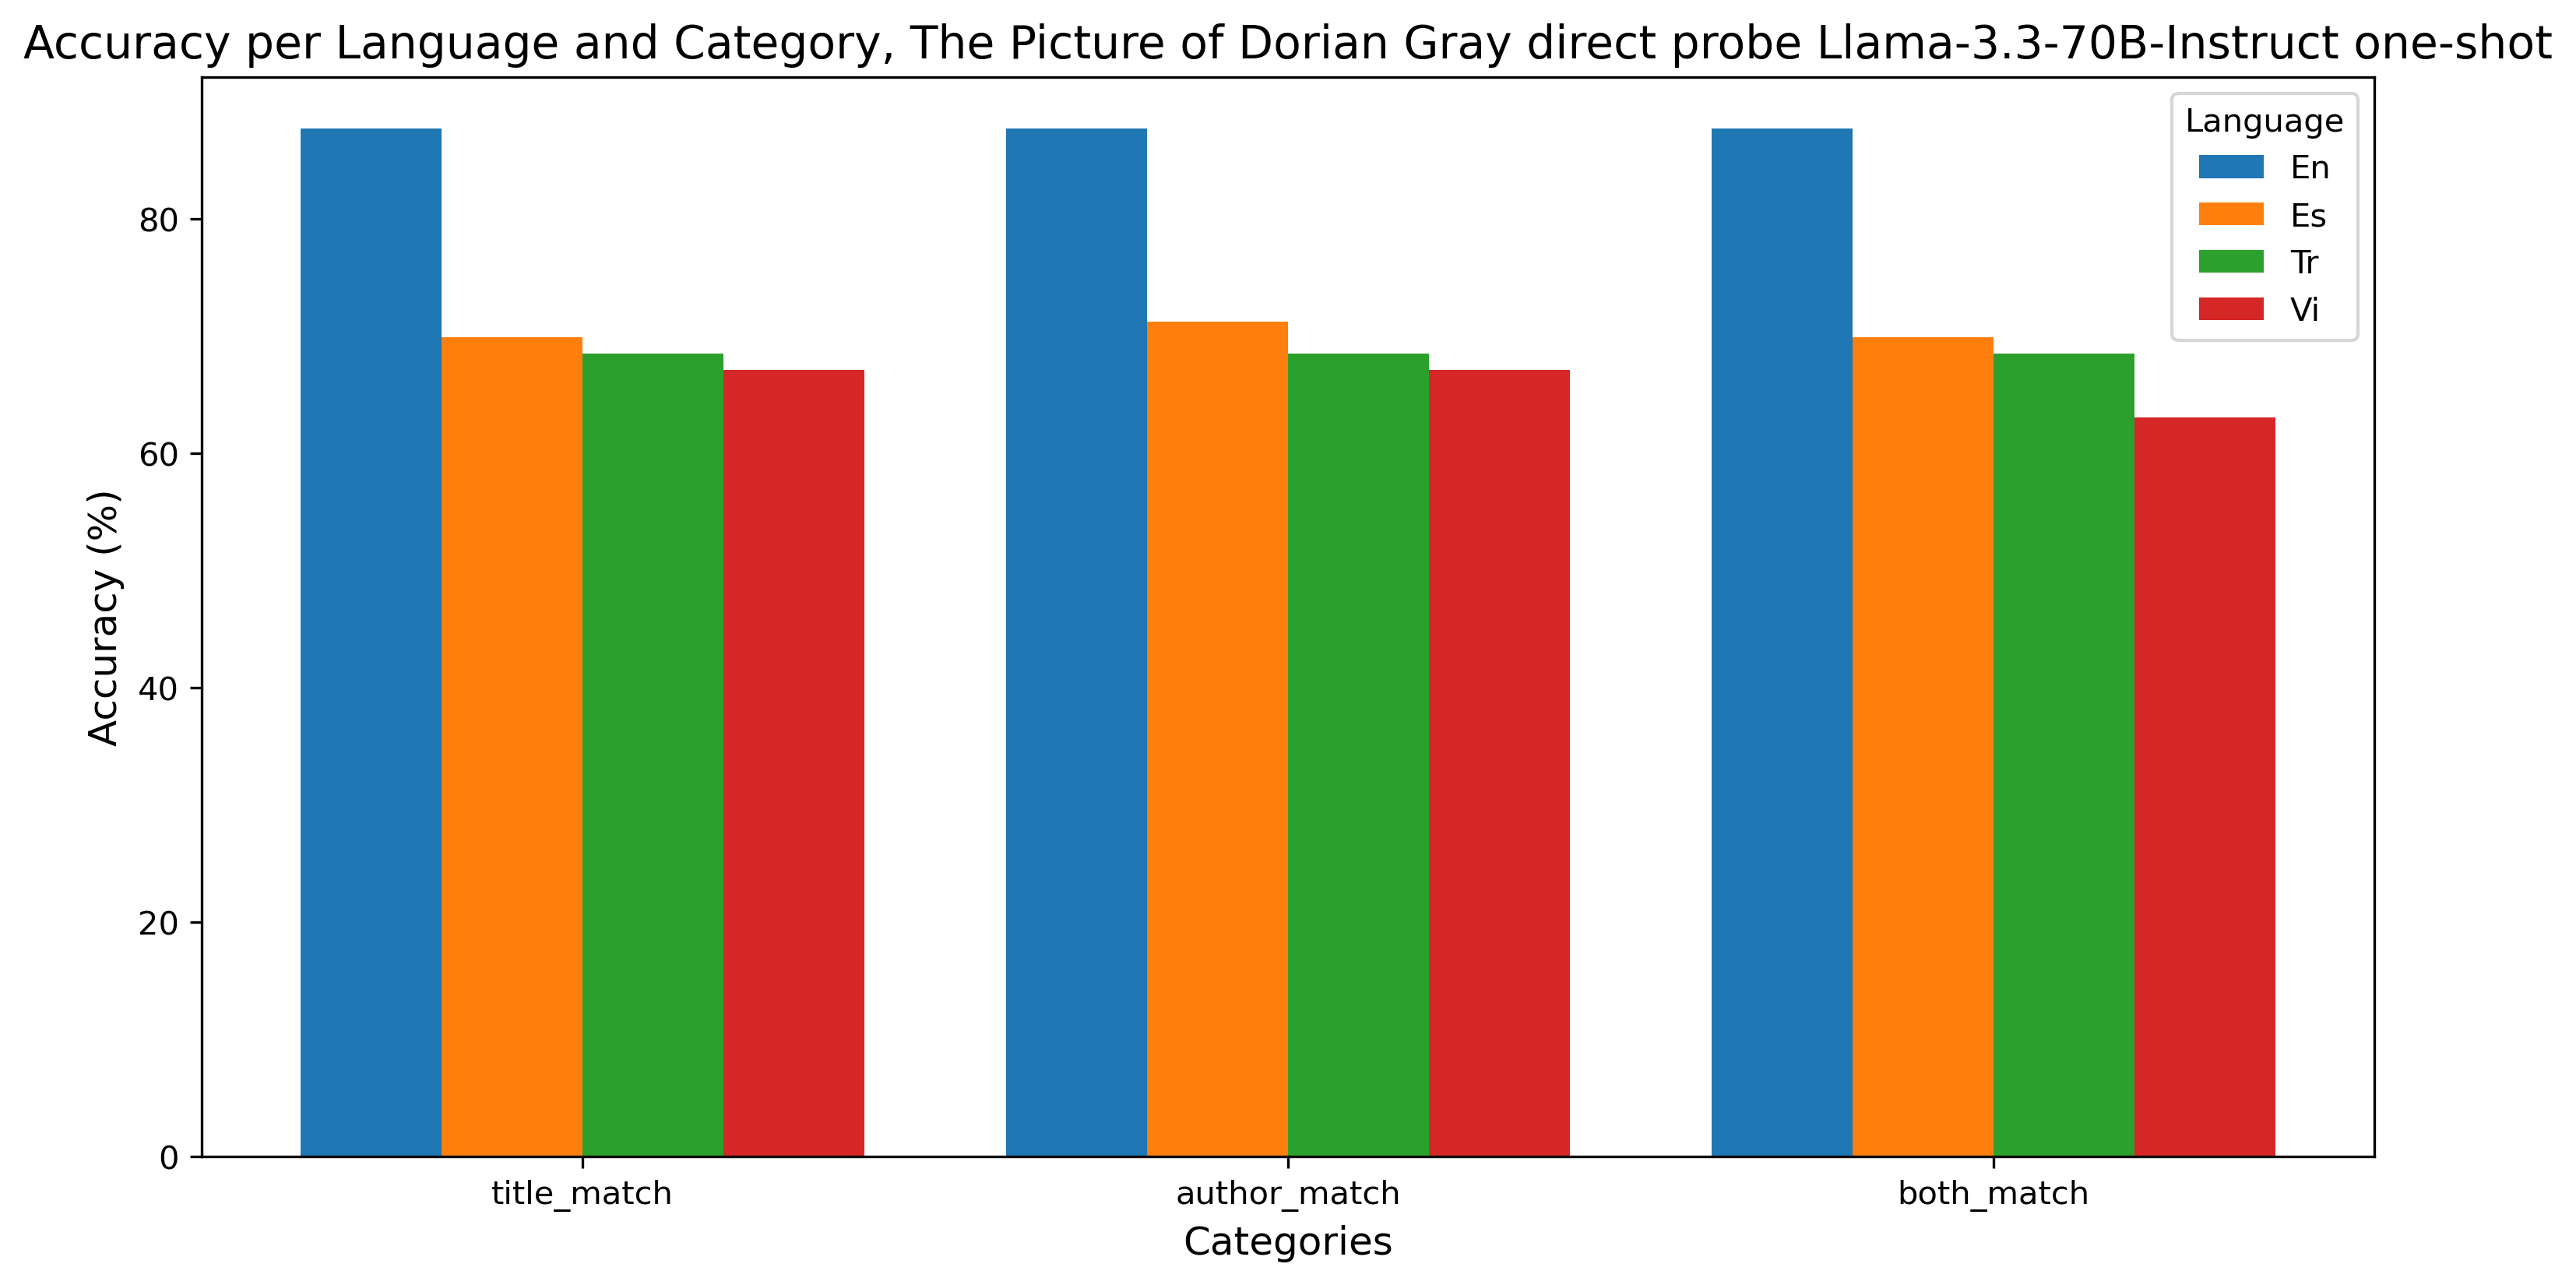 Accuracy per Language and Category, The Picture of Dorian Gray direct probe Llama-3.3-70B-Instruct one-shot
Language
En
Es
Tr
Vi
Accuracy (%)
80
60
40
20
0
title_match author_match both_match
Categories